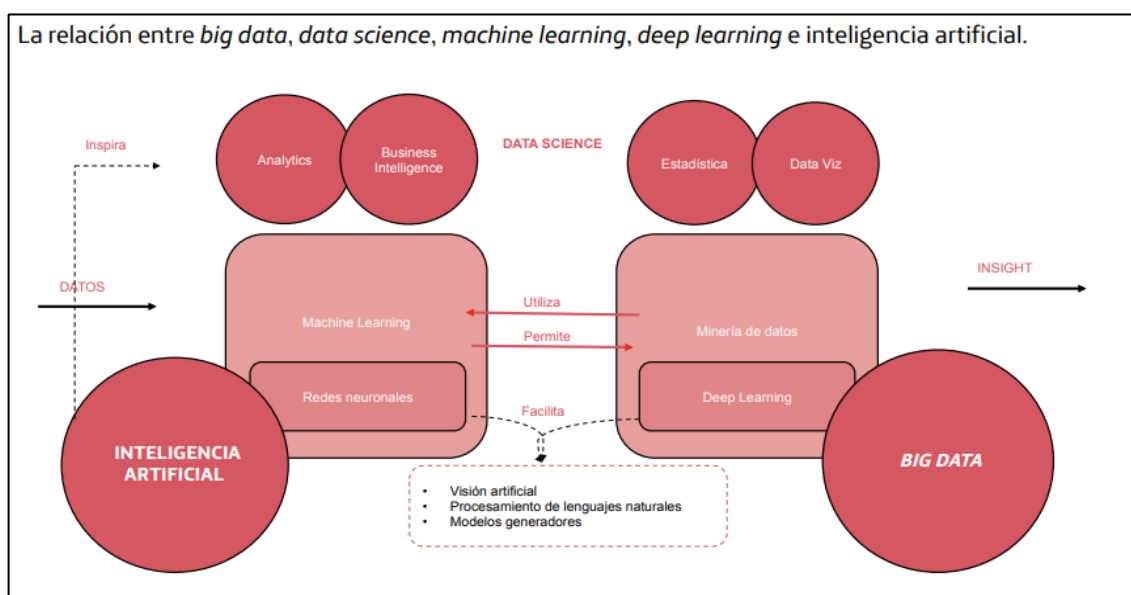 La relación entre big data, data science, machine learning, deep learning e inteligencia artificial.
Inspira
Analytics
Business
Intelligence
DATA SCIENCE
Estadística
Data Viz
DATOS
INSIGHT
Machine Learning
Utiliza
Permite
Minería de datos
Redes neuronales
Facilita
Deep Learning
INTELIGENCIA
ARTIFICIAL
BIG DATA
• Visión artificial
• Procesamiento de lenguajes naturales
• Modelos generadores